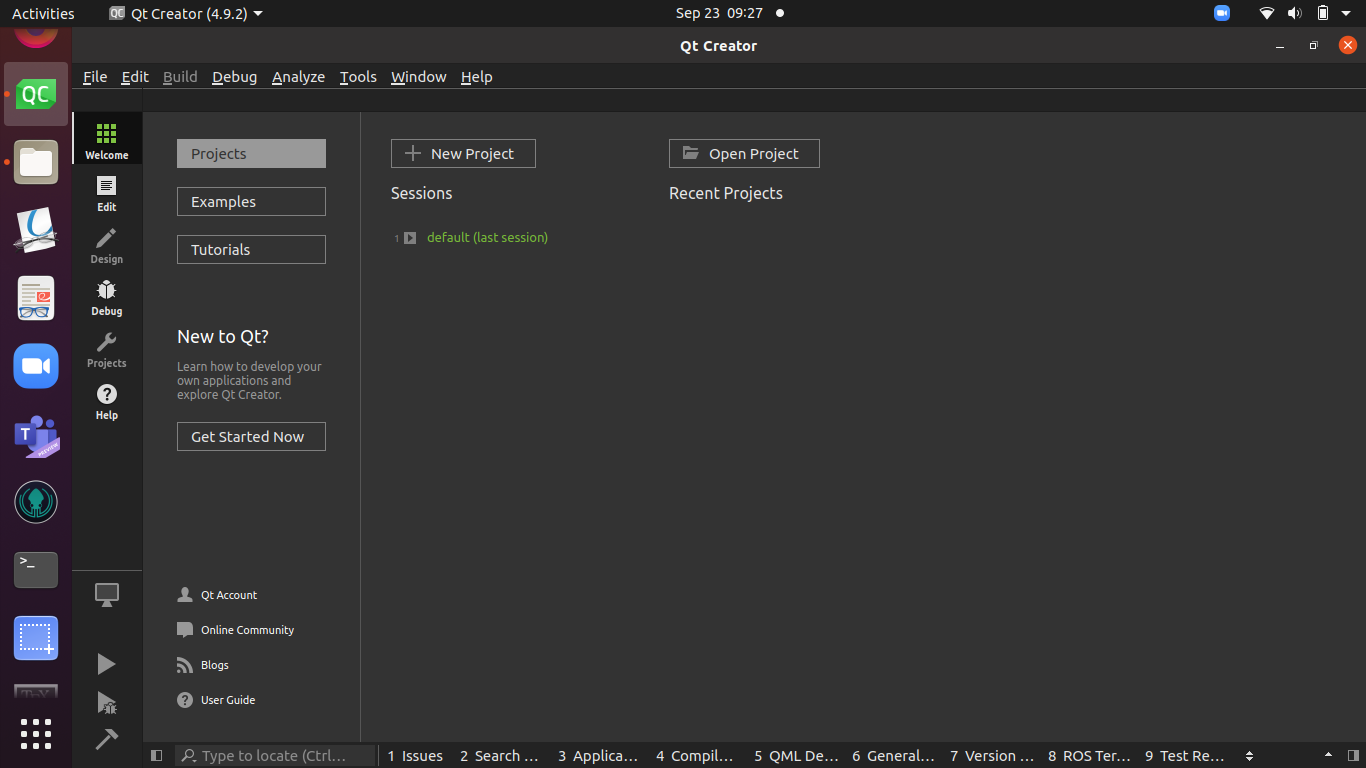 Activities
QC Qt Creator (4.9.2)
Sep 23 09:27
Qt Creator
File Edit Build Debug Analyze Tools Window Help
QC
Welcome
Edit
Design
Debug
Projects
Help
Projects
Examples
Tutorials
New to Qt?
Learn how to develop your
own applications and
explore Qt Creator.
Get Started Now
Qt Account
Online Community
Blogs
User Guide
New Project
Open Project
Sessions
Recent Projects
1 default (last session)
T
PREVIEW
>_
Type to locate (Ctrl...
1 Issues
2 Search ...
3 Applica...
4 Compil...
5 QML De...
6 General...
7 Version ...
8 ROS Ter...
9 Test Re...